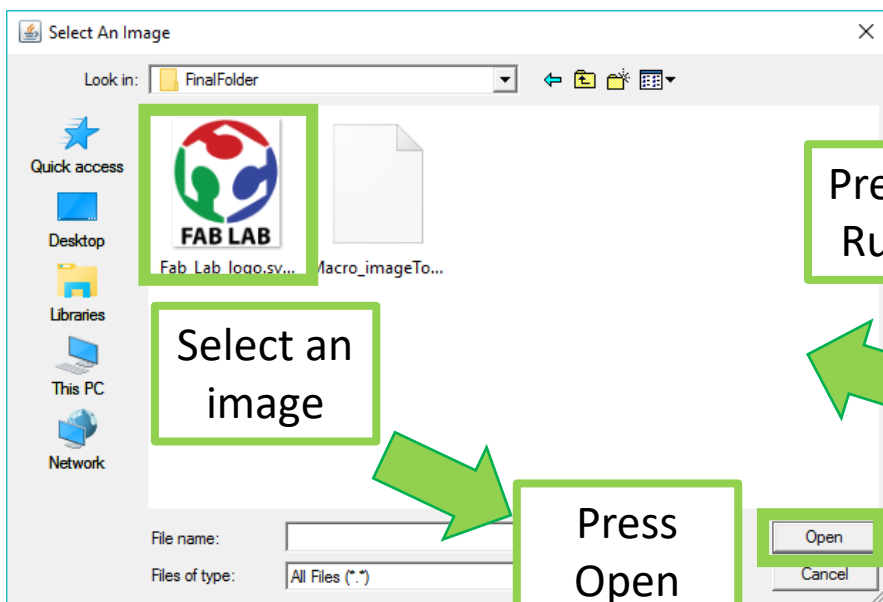 Select An Image
Look in:
FinalFolder
Quick access
Desktop
Libraries
This PC
Network
FAB LAB
Fab_Lab_logo.sv...
Macro_imageTo...
Select an
image
Pre
Ru
Press
Open
File name:
Open
Files of type:
All Files (*.*)
Cancel